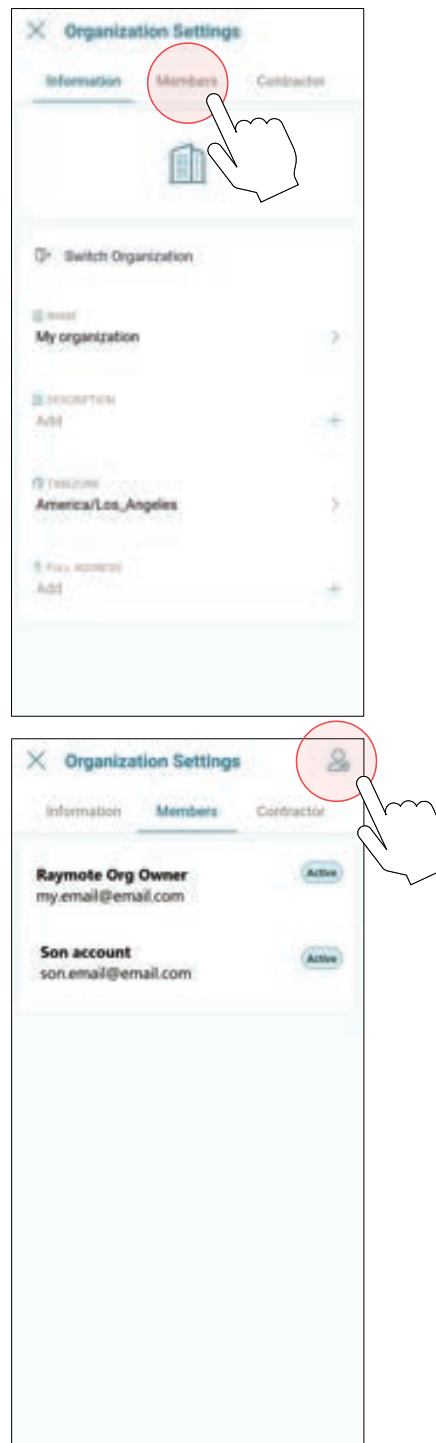 Organization Settings
Information Members Contractor
Switch Organization
NAME
My organization
DESCRIPTION
Add
TIMEZONE
America/Los_Angeles
FULL ADDRESS
Add
Organization Settings
Information Members Contractor
Raymote Org Owner Active
my.email@email.com
Son account Active
son.email@email.com